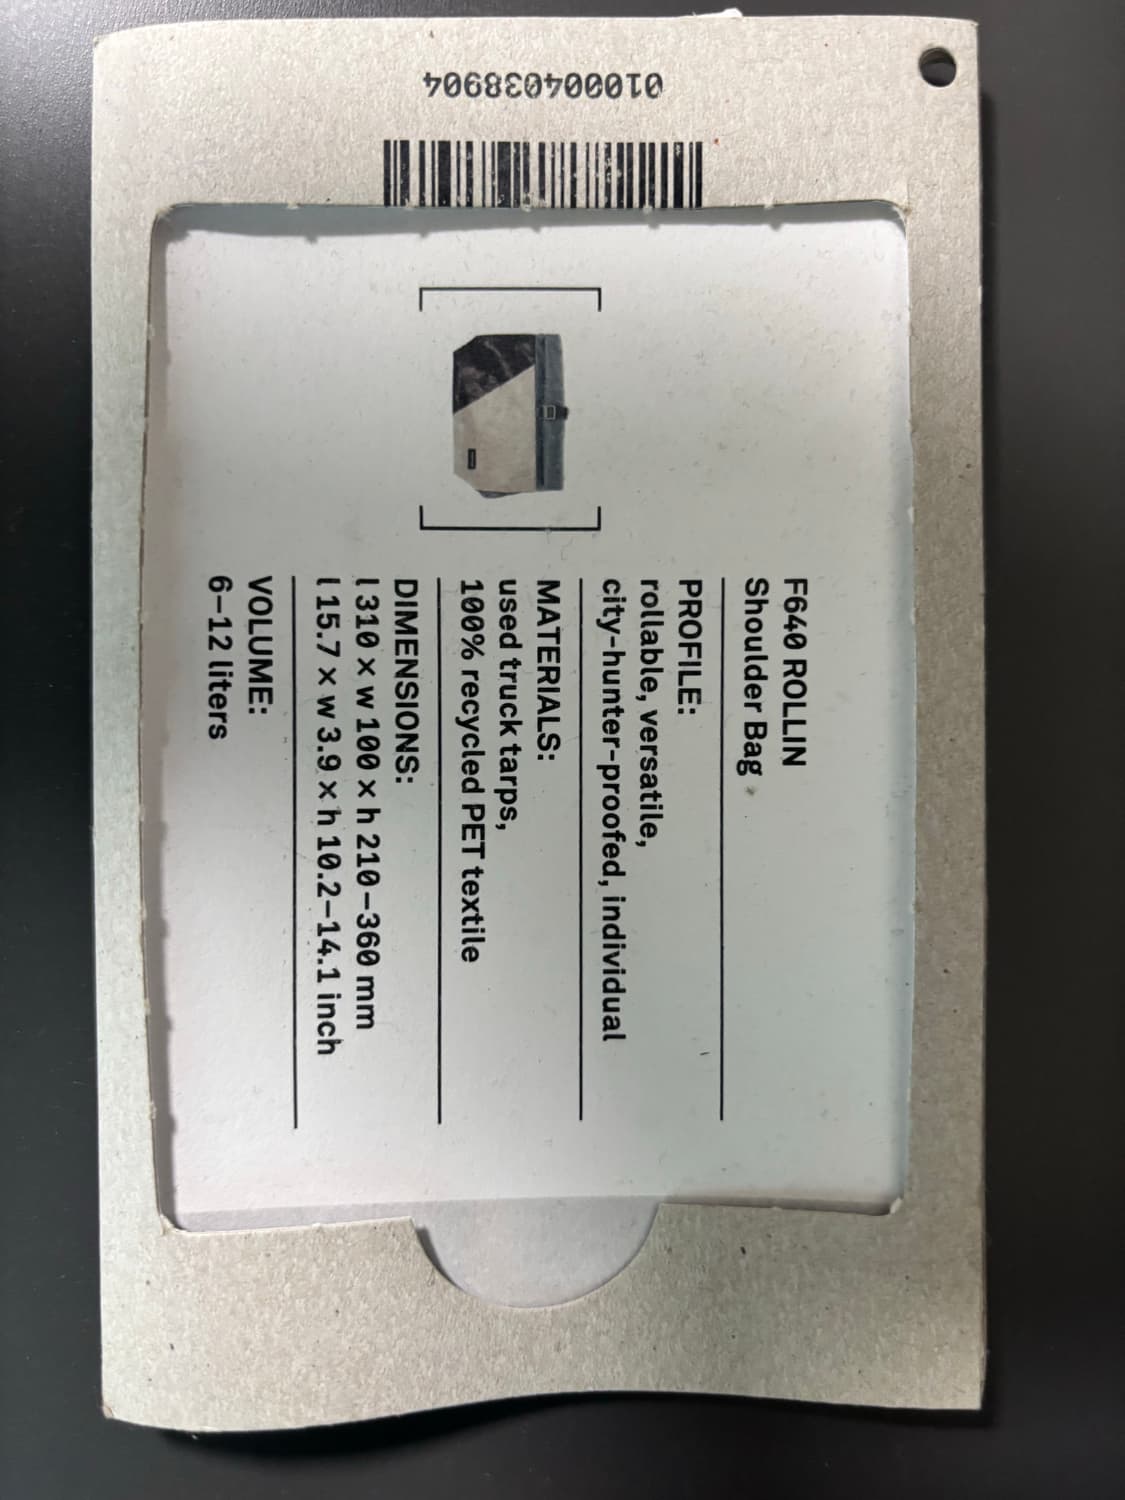 010004038904
F640 ROLLIN
Shoulder Bag
PROFILE:
rollable, versatile,
city-hunter-proofed, individual
MATERIALS:
used truck tarps,
100% recycled PET textile
DIMENSIONS:
l 310 x w 100 x h 210–360 mm
l 15.7 x w 3.9 x h 10.2–14.1 inch
VOLUME:
6–12 liters